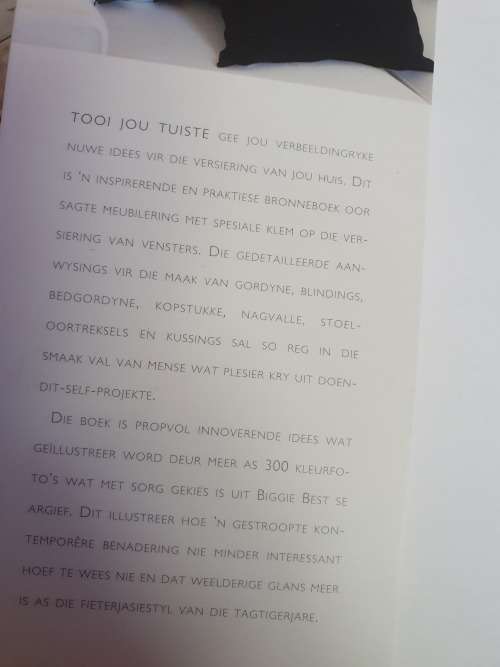 TOOI JOU TUISTE GEE JOU VERBEELDINGRYKE
NUWE IDEES VIR DIE VERSIERING VAN JOU HUIS. DIT
IS 'N INSPIRERENDE EN PRAKTIESE BRONNEBOEK OOR
SAGTE MEUBILERING MET SPESIALE KLEM OP DIE VER-
SIERING VAN VENSTERS. DIE GEDETAILLEERDE AAN-
WYSINGS VIR DIE MAAK VAN GORDYNE, BLINDINGS,
BEDGORDYNE, KOPSTUKKE, NAGVALLE, STOEL-
OORTREKSELS EN KUSSINGS SAL SO REG IN DIE
SMAAK VAL VAN MENSE WAT PLESIER KRY UIT DOEN-
DIT-SELF-PROJEKTE.
DIE BOEK IS PROPVOL INNOVERENDE IDEES WAT
GEÏLLUSTREER WORD DEUR MEER AS 300 KLEURFO-
TO'S WAT MET SORG GEKIES IS UIT BIGGIE BEST SE
ARGIEF. DIT ILLUSTREER HOE 'N GESTROOPTE KON-
TEMPORÊRE BENADERING NIE MINDER INTERESSANT
HOEF TE WEES NIE EN DAT WEELDERIGE GLANS MEER
IS AS DIE FIETERJASIESTYL VAN DIE TAGTIGERJARE.